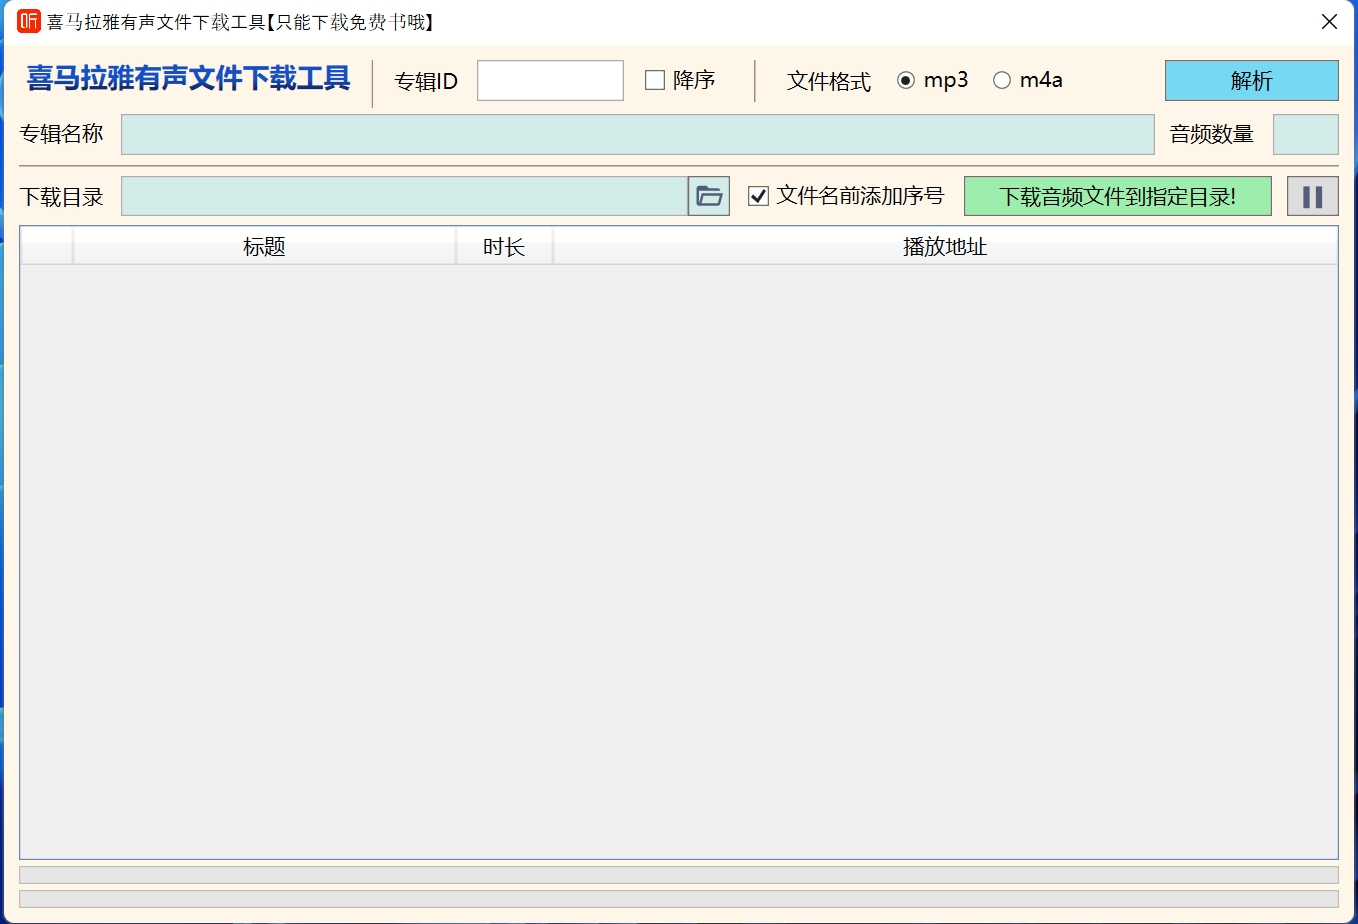 听 喜马拉雅有声文件下载工具【只能下载免费书哦】
喜马拉雅有声文件下载工具 专辑ID 降序 文件格式 mp3 m4a 解析
专辑名称 音频数量
下载目录 文件名前添加序号 下载音频文件到指定目录!
标题 时长 播放地址